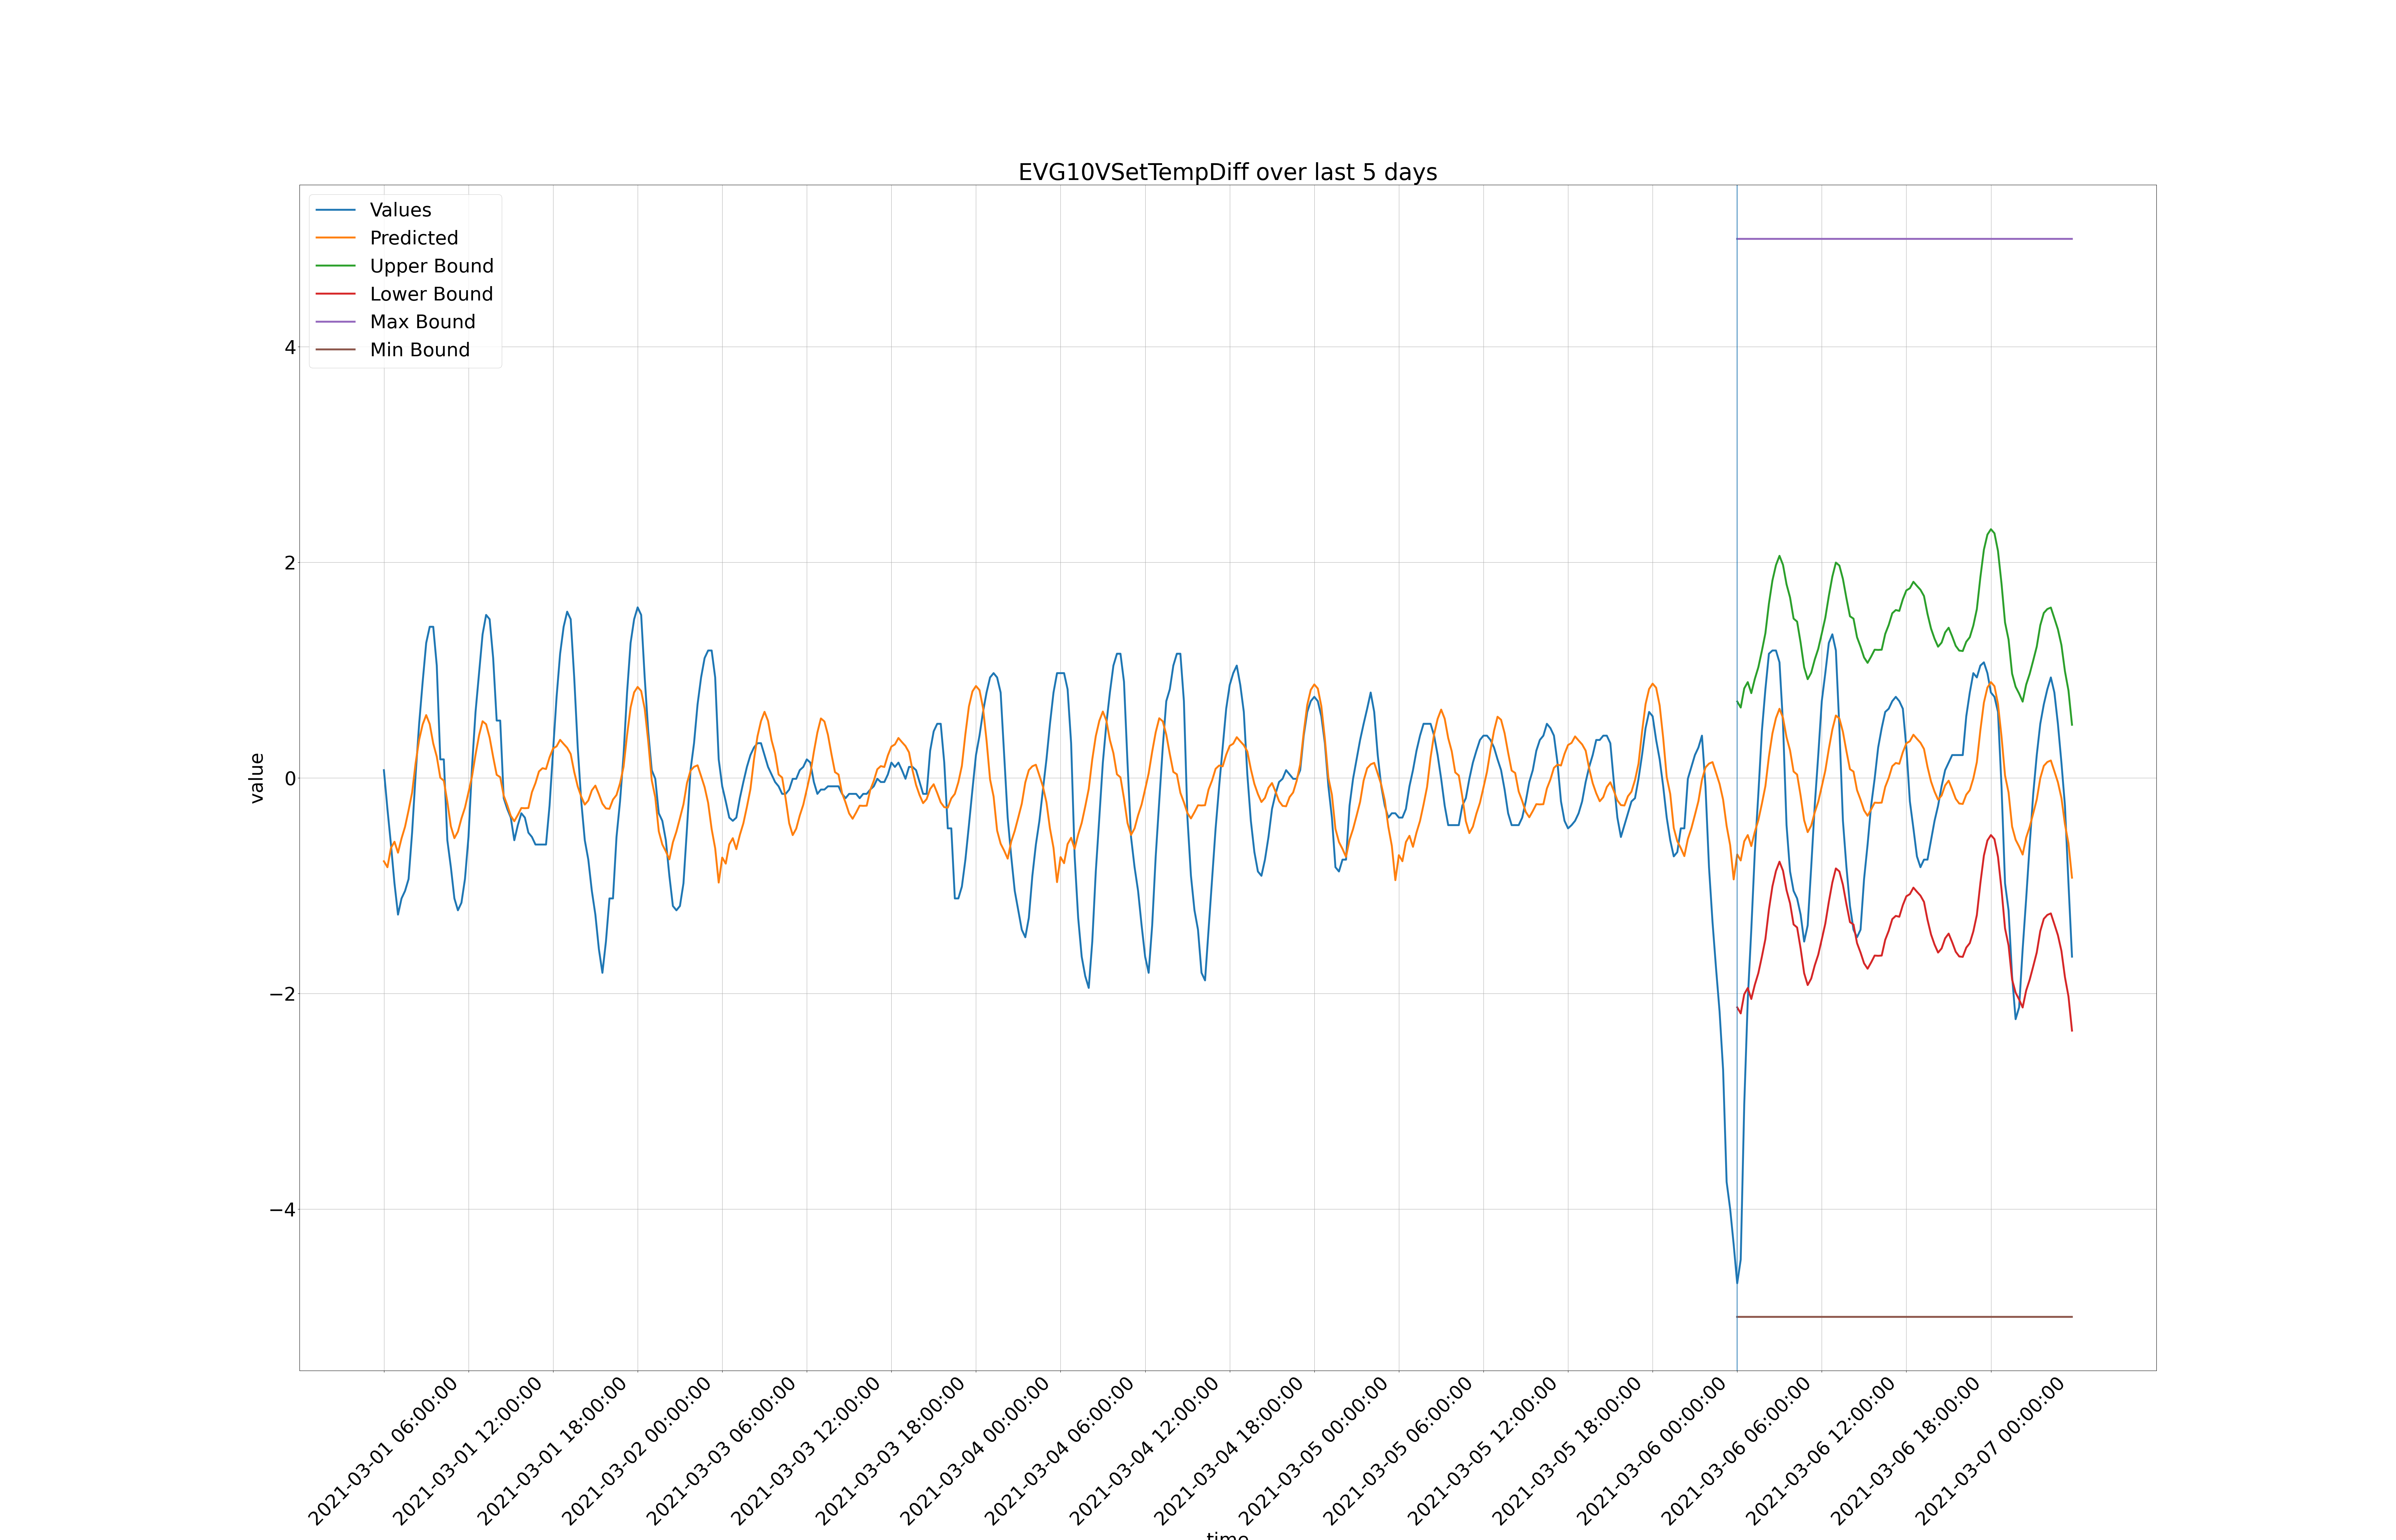 EVG10VSetTempDiff over last 5 days
Values
Predicted
Upper Bound
Lower Bound
Max Bound
Min Bound
value
4
2
0
−2
−4
2021-03-01 06:00:00
2021-03-01 12:00:00
2021-03-01 18:00:00
2021-03-02 00:00:00
2021-03-03 06:00:00
2021-03-03 12:00:00
2021-03-03 18:00:00
2021-03-04 00:00:00
2021-03-04 06:00:00
2021-03-04 12:00:00
2021-03-04 18:00:00
2021-03-05 00:00:00
2021-03-05 06:00:00
2021-03-05 12:00:00
2021-03-05 18:00:00
2021-03-06 00:00:00
2021-03-06 06:00:00
2021-03-06 12:00:00
2021-03-06 18:00:00
2021-03-07 00:00:00
time